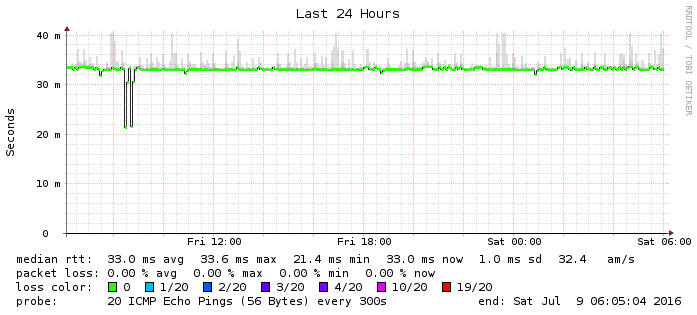 Last 24 Hours
RRDTOOL / TOBI OETIKER
Seconds
40 m
30 m
20 m
10 m
0
Fri 12:00 Fri 18:00 Sat 00:00 Sat 06:00
median rtt: 33.0 ms avg 33.6 ms max 21.4 ms min 33.0 ms now 1.0 ms sd 32.4 am/s
packet loss: 0.00 % avg 0.00 % max 0.00 % min 0.00 % now
loss color: 0 1/20 2/20 3/20 4/20 10/20 19/20
probe: 20 ICMP Echo Pings (56 Bytes) every 300s end: Sat Jul 9 06:05:04 2016